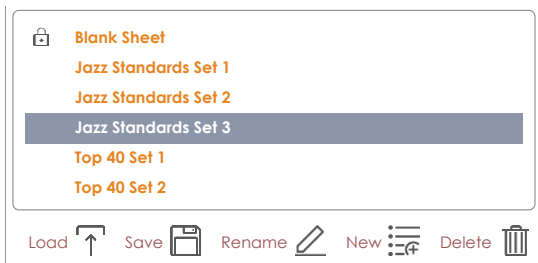 Blank Sheet
Jazz Standards Set 1
Jazz Standards Set 2
Jazz Standards Set 3
Top 40 Set 1
Top 40 Set 2
Load Save Rename New Delete